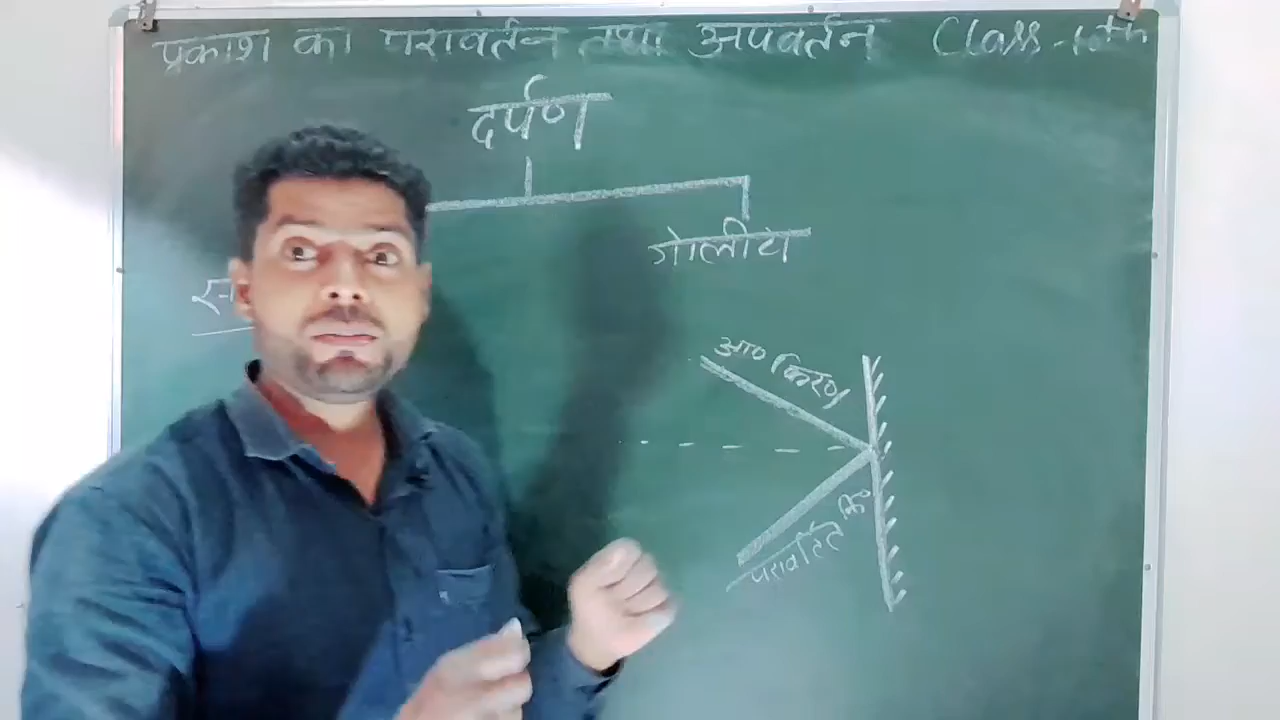 प्रकाश का परावर्तन तथा अपवर्तन Class-10th
दर्पण
गोलीय
आ० किरण
परावर्तित कि०